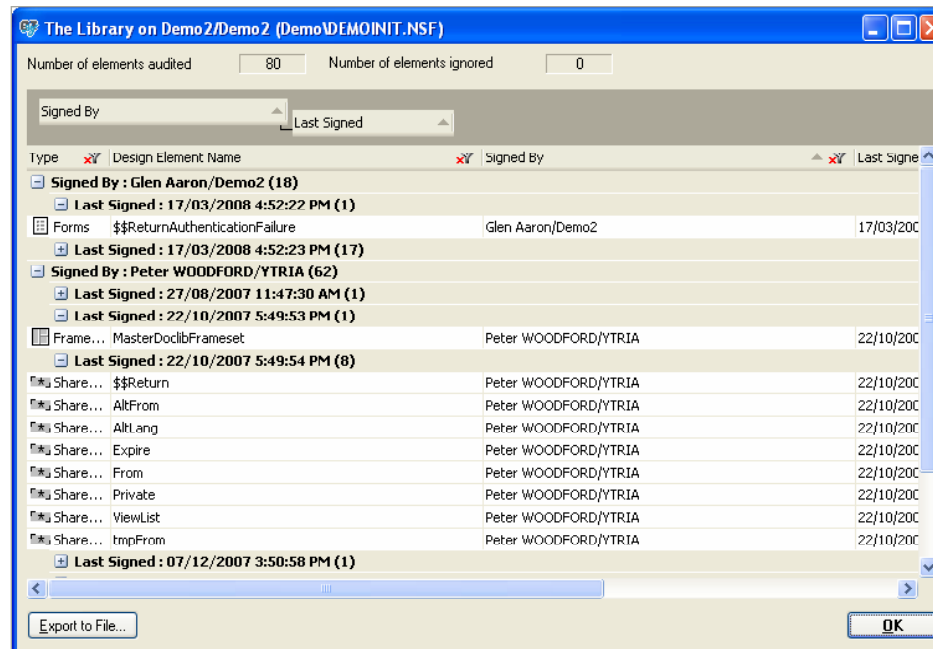 The Library on Demo2/Demo2 (Demo\DEMOINIT.NSF)
Number of elements audited 80 Number of elements ignored 0
Signed By
Last Signed
Type Design Element Name Signed By Last Signe
Signed By : Glen Aaron/Demo2 (18)
Last Signed : 17/03/2008 4:52:22 PM (1)
Forms $$ReturnAuthenticationFailure Glen Aaron/Demo2 17/03/200
Last Signed : 17/03/2008 4:52:23 PM (17)
Signed By : Peter WOODFORD/YTRIA (62)
Last Signed : 27/08/2007 11:47:30 AM (1)
Last Signed : 22/10/2007 5:49:53 PM (1)
Frame... MasterDoclibFrameset Peter WOODFORD/YTRIA 22/10/200
Last Signed : 22/10/2007 5:49:54 PM (8)
Share... $$Return Peter WOODFORD/YTRIA 22/10/200
Share... AltFrom Peter WOODFORD/YTRIA 22/10/200
Share... AltLang Peter WOODFORD/YTRIA 22/10/200
Share... Expire Peter WOODFORD/YTRIA 22/10/200
Share... From Peter WOODFORD/YTRIA 22/10/200
Share... Private Peter WOODFORD/YTRIA 22/10/200
Share... ViewList Peter WOODFORD/YTRIA 22/10/200
Share... tmpFrom Peter WOODFORD/YTRIA 22/10/200
Last Signed : 07/12/2007 3:50:58 PM (1)
Export to File... OK